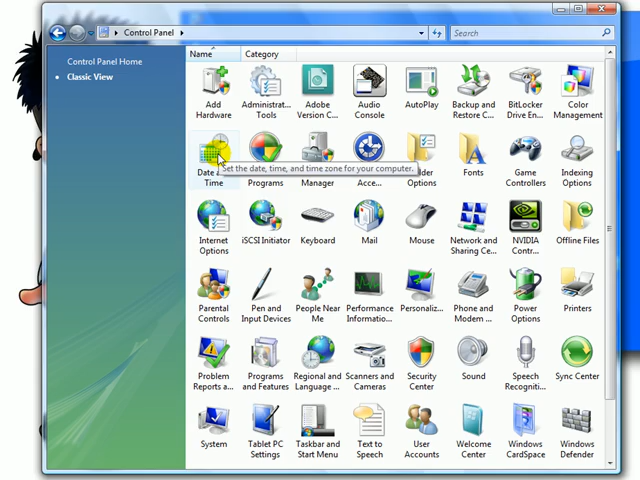 Control Panel
Search
Control Panel Home
Classic View
Name
Category
Add Hardware
Administrat... Tools
Adobe Version C...
Audio Console
AutoPlay
Backup and Restore C...
BitLocker Drive En...
Color Management
Set the date, time, and time zone for your computer.
Date a
Time
Programs
Manager
Acce...
lder Options
Fonts
Game Controllers
Indexing Options
Internet Options
iSCSI Initiator
Keyboard
Mail
Mouse
Network and Sharing Ce...
NVIDIA Contr...
Offline Files
Parental Controls
Pen and Input Devices
People Near Me
Performance Informatio...
Personaliz...
Phone and Modem ...
Power Options
Printers
Problem Reports a...
Programs and Features
Regional and Language ...
Scanners and Cameras
Security Center
Sound
Speech Recogniti...
Sync Center
System
Tablet PC Settings
Taskbar and Start Menu
Text to Speech
User Accounts
Welcome Center
Windows CardSpace
Windows Defender